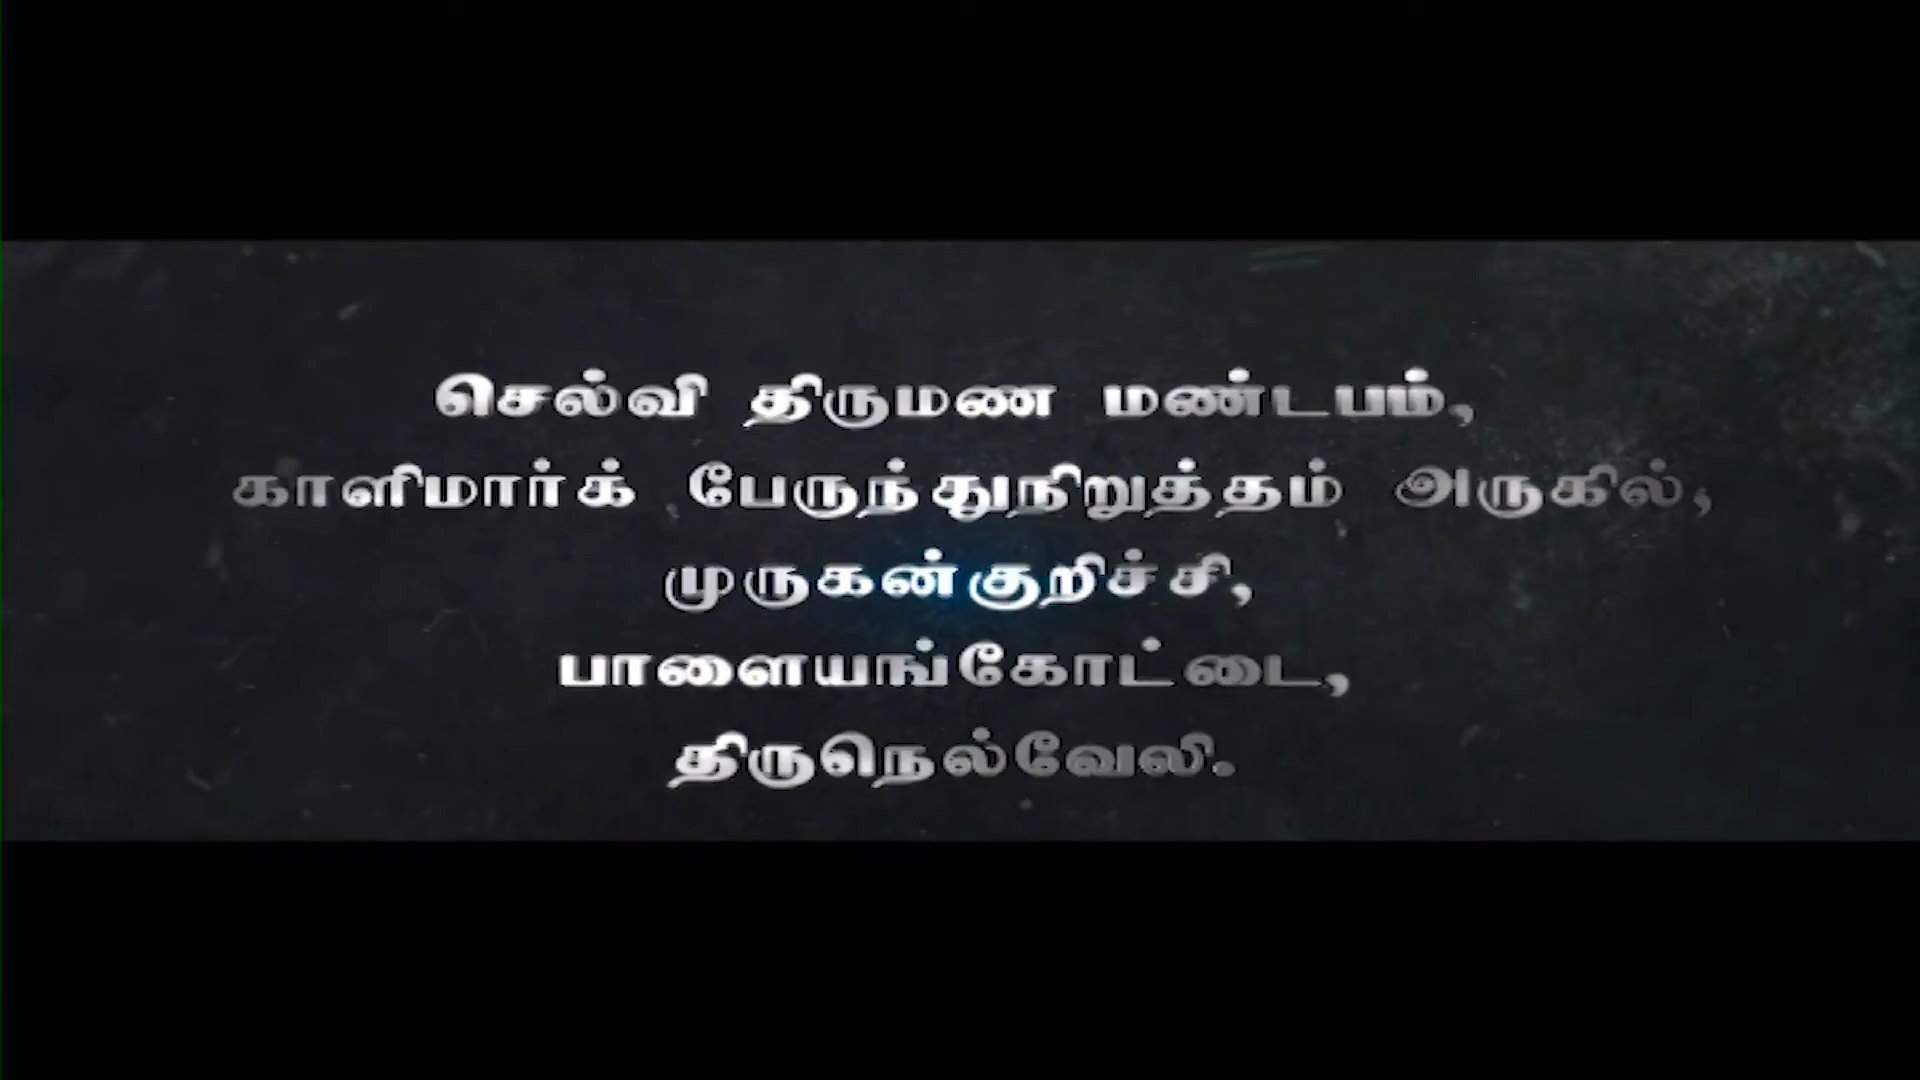 செல்வி திருமண மண்டபம்,
காளிமார்க் பேருந்துநிறுத்தம் அருகில்,
முருகன்குறிச்சி,
பாளையங்கோட்டை,
திருநெல்வேலி.